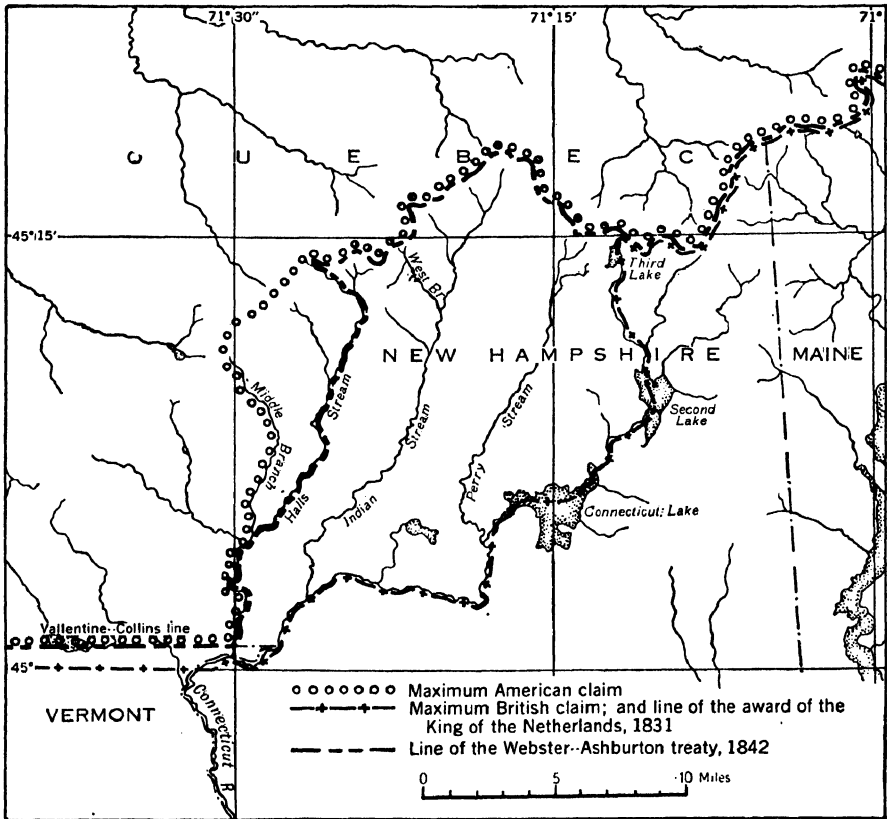 71° 30''
71° 15'
71°
QUEBEC
45° 15'
West Br.
Third
Lake
NEW HAMPSHIRE
MAINE
Middle
Branch
Halls
Stream
Indian
Stream
Perry
Stream
Second
Lake
Connecticut Lake
Vallentine--Collins line
45°
VERMONT
Connecticut R.
Maximum American claim
Maximum British claim; and line of the award of the
King of the Netherlands, 1831
Line of the Webster--Ashburton treaty, 1842
0 5 10 Miles